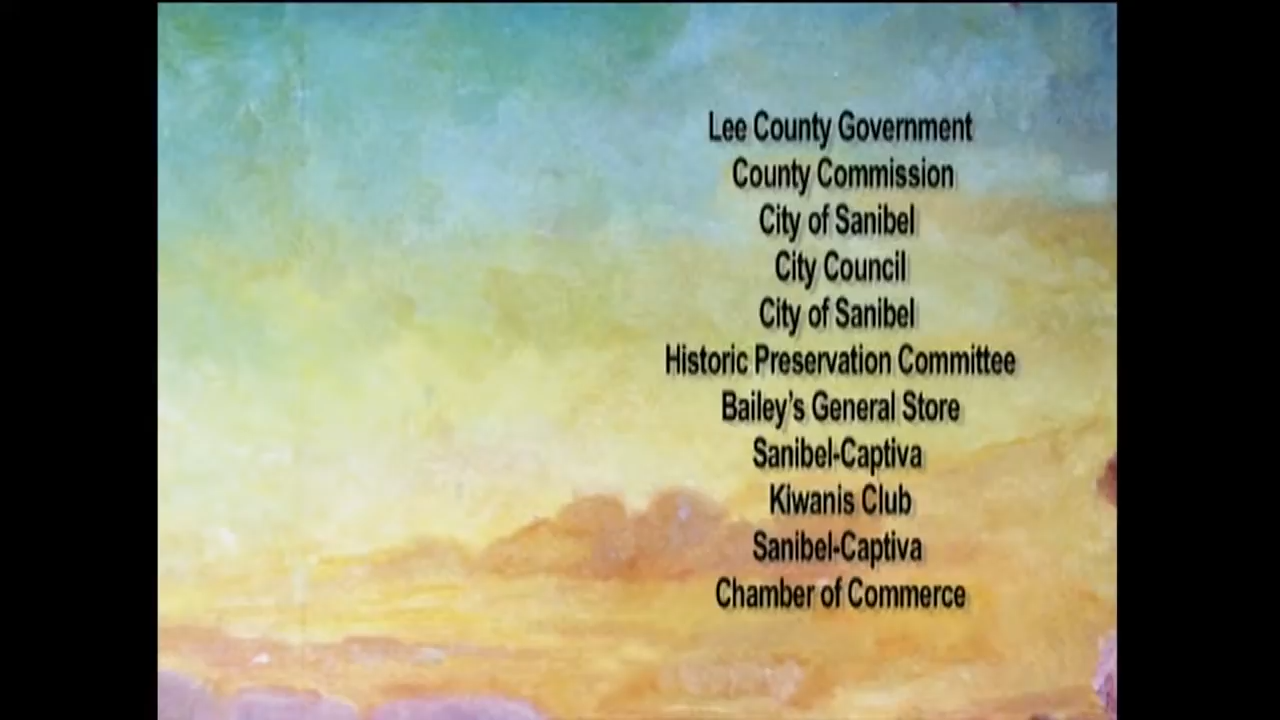 Lee County Government
County Commission
City of Sanibel
City Council
City of Sanibel
Historic Preservation Committee
Bailey’s General Store
Sanibel-Captiva
Kiwanis Club
Sanibel-Captiva
Chamber of Commerce